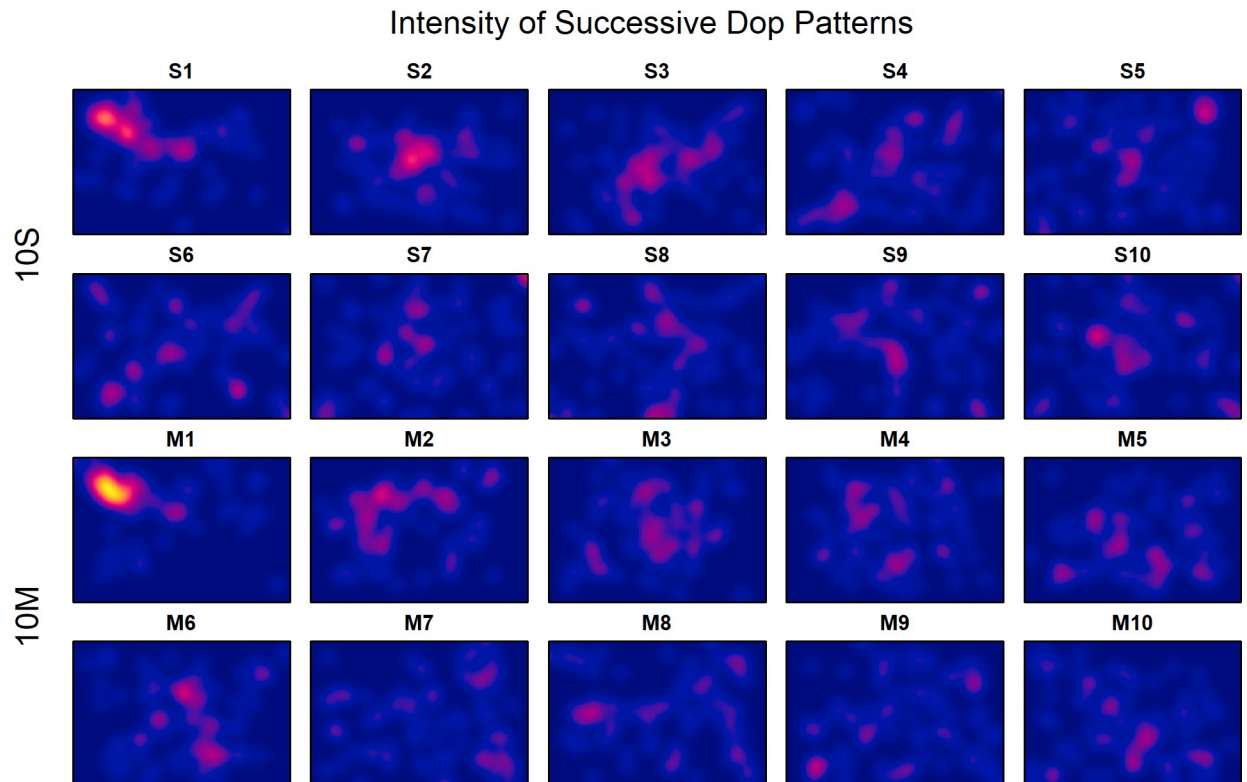 Intensity of Successive Dop Patterns
10S
S1 S2 S3 S4 S5
S6 S7 S8 S9 S10
10M
M1 M2 M3 M4 M5
M6 M7 M8 M9 M10